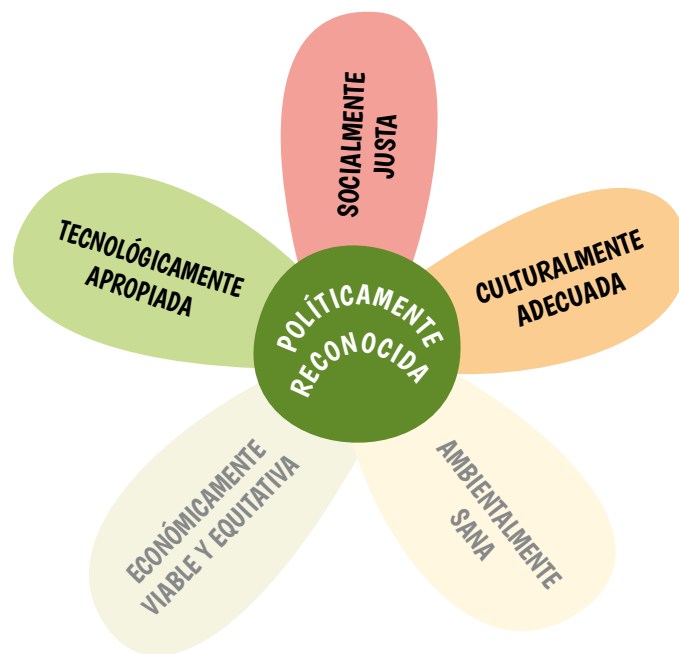 SOCIALMENTE
JUSTA
TECNOLÓGICAMENTE
APROPIADA
CULTURALMENTE
ADECUADA
POLÍTICAMENTE
RECONOCIDA
ECONÓMICAMENTE
VIABLE Y EQUITATIVA
AMBIENTALMENTE
SANA